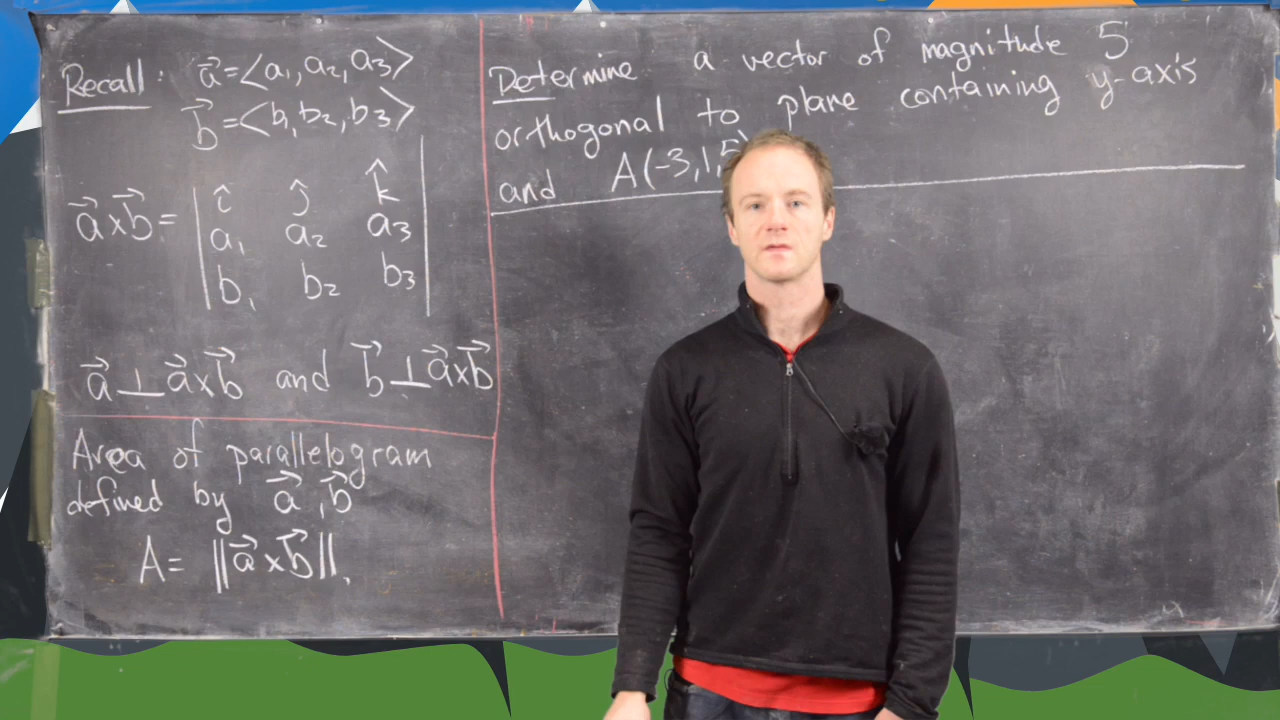 Recall: a⃗=<a₁,a₂,a₃>
b⃗=<b₁,b₂,b₃>
a⃗×b⃗= | î ĵ k̂ |
a₁ a₂ a₃
b₁ b₂ b₃
a⃗⊥a⃗×b⃗ and b⃗⊥a⃗×b⃗
Area of parallelogram
defined by a⃗,b⃗
A= ||a⃗×b⃗||.
Determine a vector of magnitude 5
orthogonal to plane containing y-axis
and A(-3,1,5)